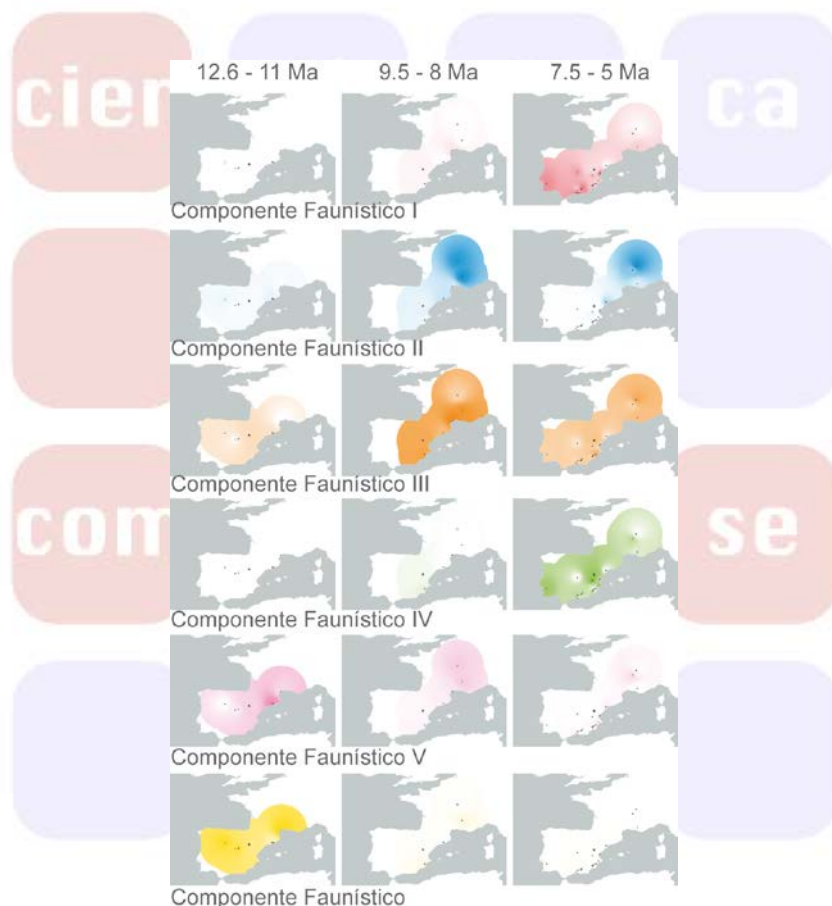 12.6 - 11 Ma 9.5 - 8 Ma 7.5 - 5 Ma
cien
ca
Componente Faunístico I
Componente Faunístico II
Componente Faunístico III
com
se
Componente Faunístico IV
Componente Faunístico V
Componente Faunístico